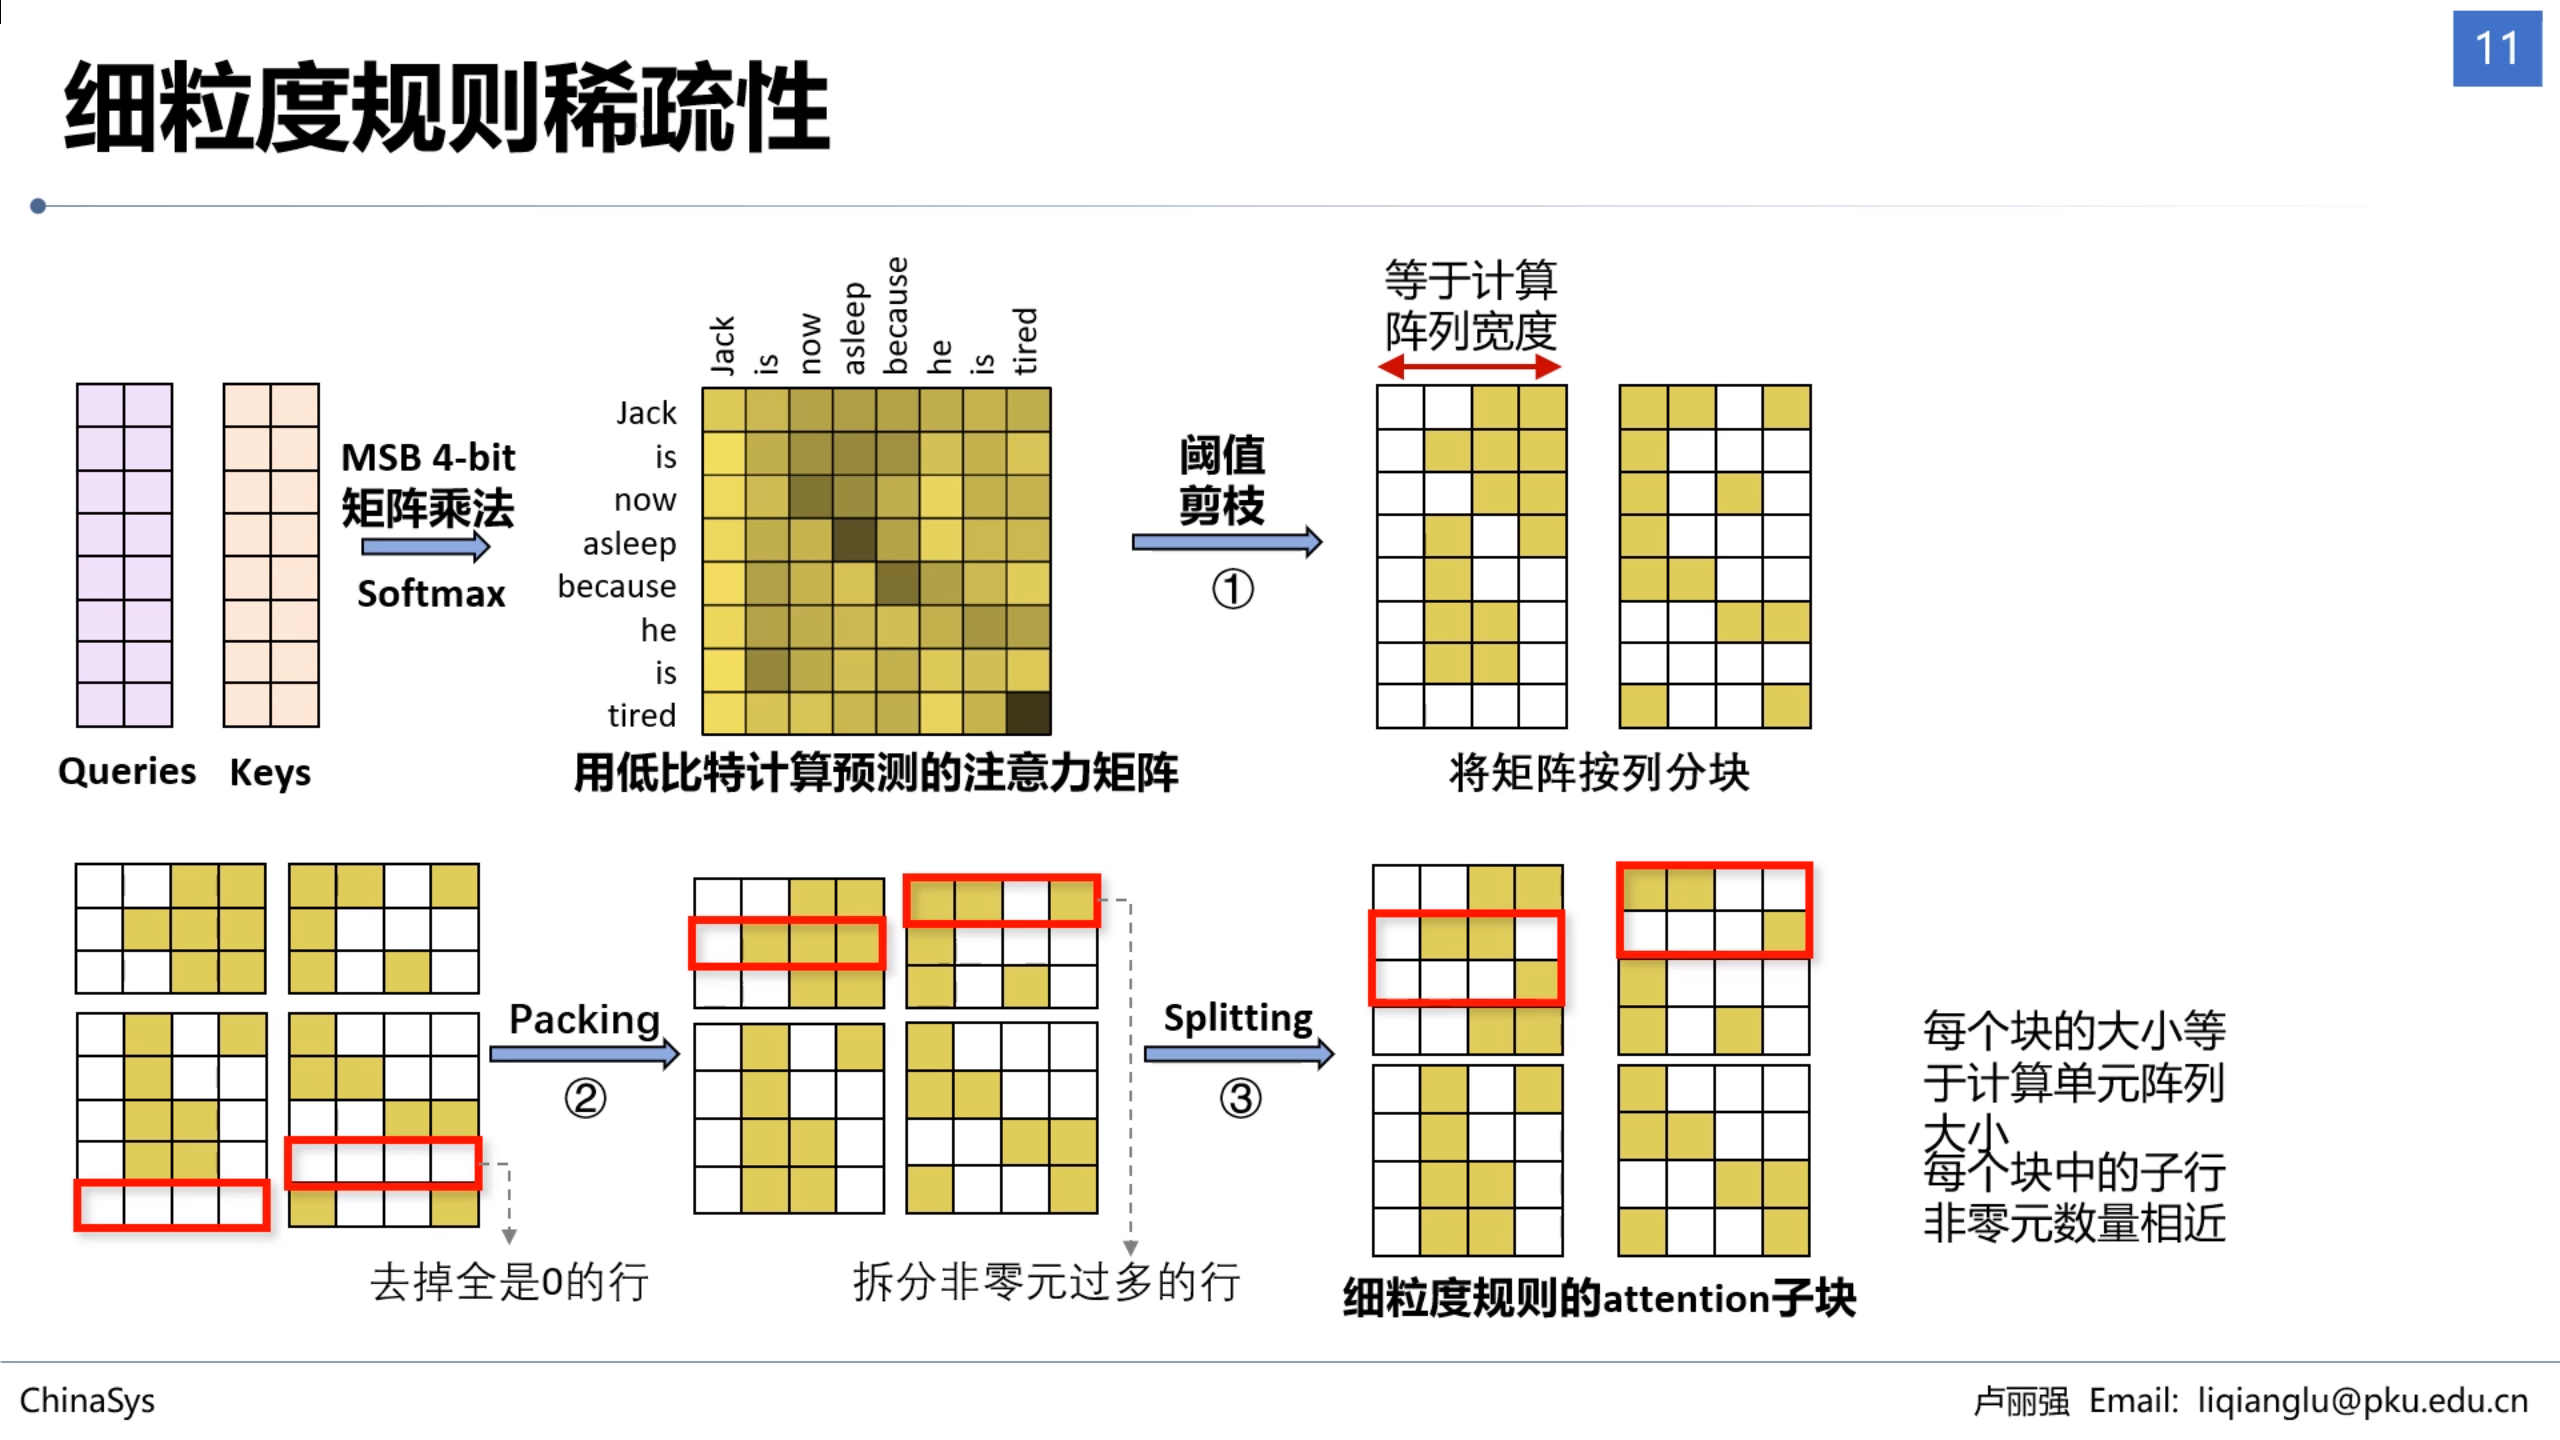 11
细粒度规则稀疏性
等于计算
阵列宽度
Jack is now asleep because he is tired
Jack
is
now
asleep
because
he
is
tired
MSB 4-bit
矩阵乘法
Softmax
阈值
剪枝
①
Queries
Keys
用低比特计算预测的注意力矩阵
将矩阵按列分块
Packing
②
Splitting
③
去掉全是0的行
拆分非零元过多的行
细粒度规则的attention子块
每个块的大小等
于计算单元阵列
大小
每个块中的子行
非零元数量相近
ChinaSys
卢丽强 Email: liqianglu@pku.edu.cn